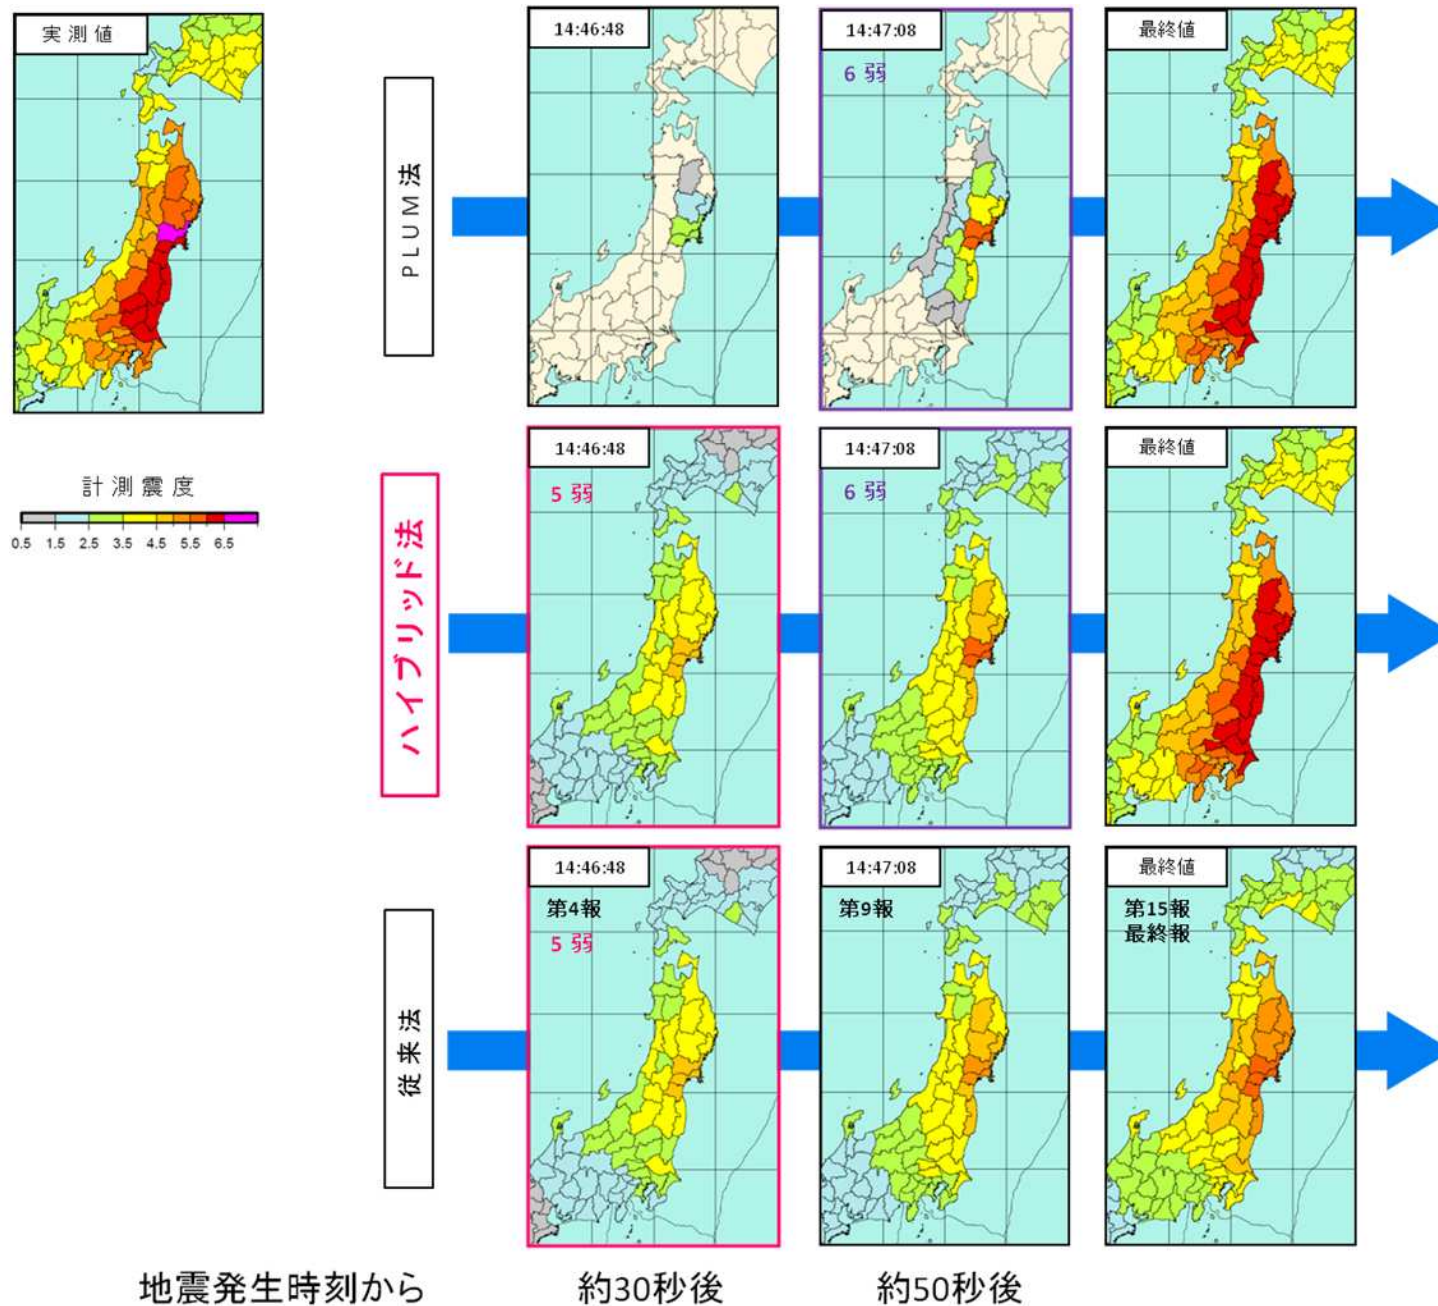 実測値
14:46:48
14:47:08
6 弱
最終値
PLUM法
計測震度
0.5 1.5 2.5 3.5 4.5 5.5 6.5
14:46:48
5 弱
14:47:08
6 弱
最終値
ハイブリッド法
14:46:48
第4報
5 弱
14:47:08
第9報
最終値
第15報
最終報
従来法
地震発生時刻から 約30秒後 約50秒後